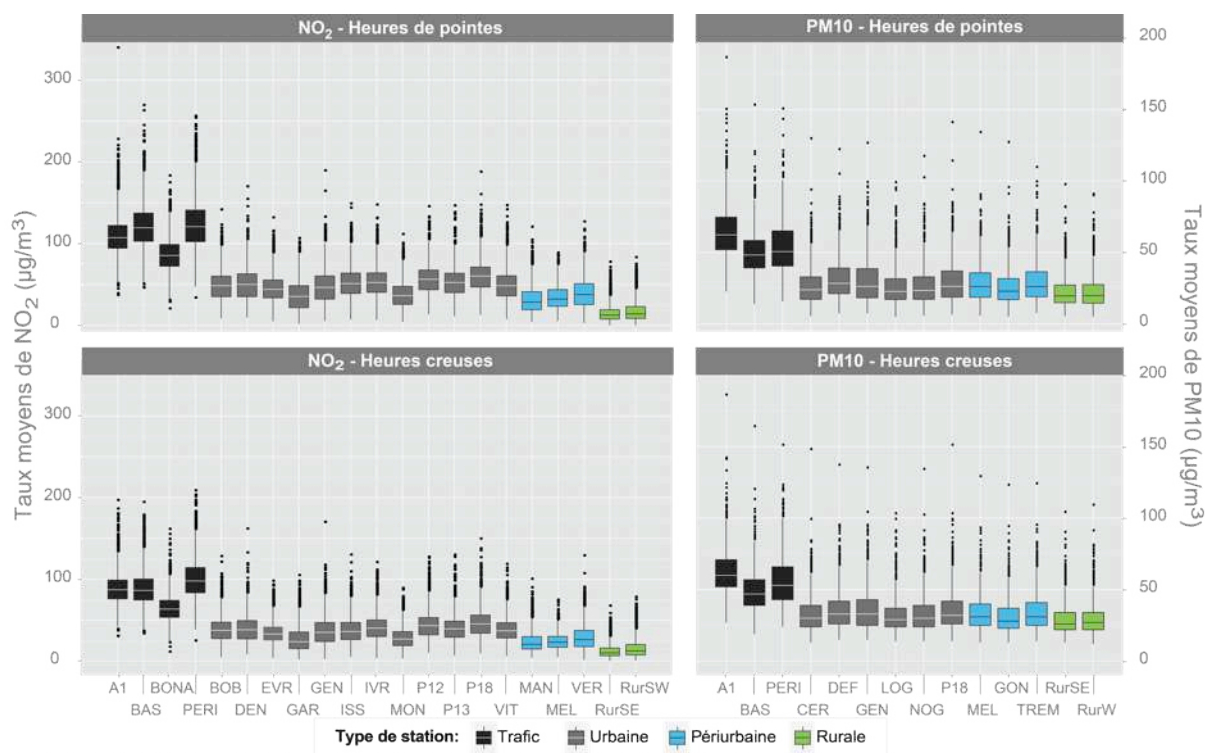 NO2 - Heures de pointes
PM10 - Heures de pointes
Taux moyens de NO2 (µg/m3)
300
200
100
0
200
150
100
50
0
Taux moyens de PM10 (µg/m3)
NO2 - Heures creuses
PM10 - Heures creuses
300
200
100
0
200
150
100
50
0
A1 BONA BOB EVR GEN IVR P12 P18 MAN VER RurSW
BAS PERI DEN GAR ISS MON P13 VIT MEL RurSE
A1 PERI DEF LOG P18 GON RurSE
BAS CER GEN NOG MEL TREM RurW
Type de station: Trafic Urbaine Périurbaine Rurale